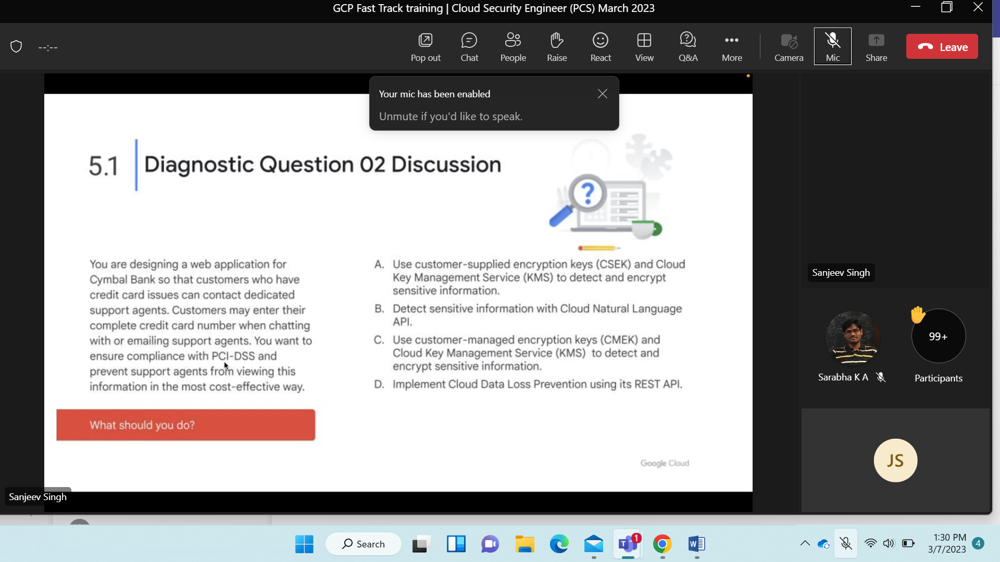 GCP Fast Track training | Cloud Security Engineer (PCS) March 2023
--:--
Pop out
Chat
People
Raise
React
View
Q&A
More
Camera
Mic
Share
Leave
Your mic has been enabled
Unmute if you'd like to speak.
5.1
Diagnostic Question 02 Discussion
?
You are designing a web application for
Cymbal Bank so that customers who have
credit card issues can contact dedicated
support agents. Customers may enter their
complete credit card number when chatting
with or emailing support agents. You want to
ensure compliance with PCI-DSS and
prevent support agents from viewing this
information in the most cost-effective way.
What should you do?
A. Use customer-supplied encryption keys (CSEK) and Cloud
Key Management Service (KMS) to detect and encrypt
sensitive information.
B. Detect sensitive information with Cloud Natural Language
API.
C. Use customer-managed encryption keys (CMEK) and
Cloud Key Management Service (KMS) to detect and
encrypt sensitive information.
D. Implement Cloud Data Loss Prevention using its REST API.
Google Cloud
Sanjeev Singh
Sanjeev Singh
99+
Sarabha K A
Participants
JS
Search
1
1:30 PM
3/7/2023
4